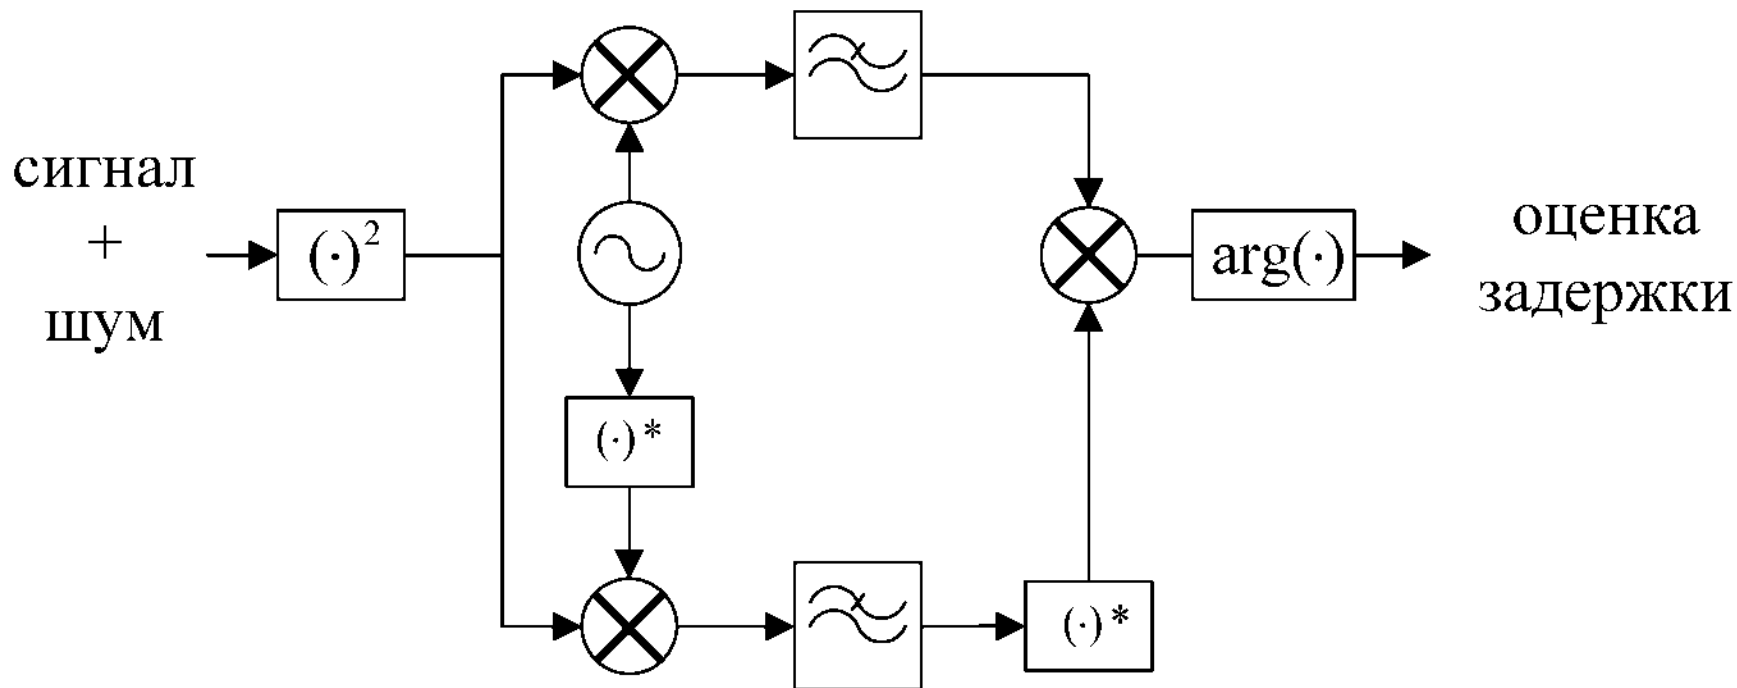 сигнал
+
шум
(·)²
(·)*
(·)*
arg(·)
оценка
задержки